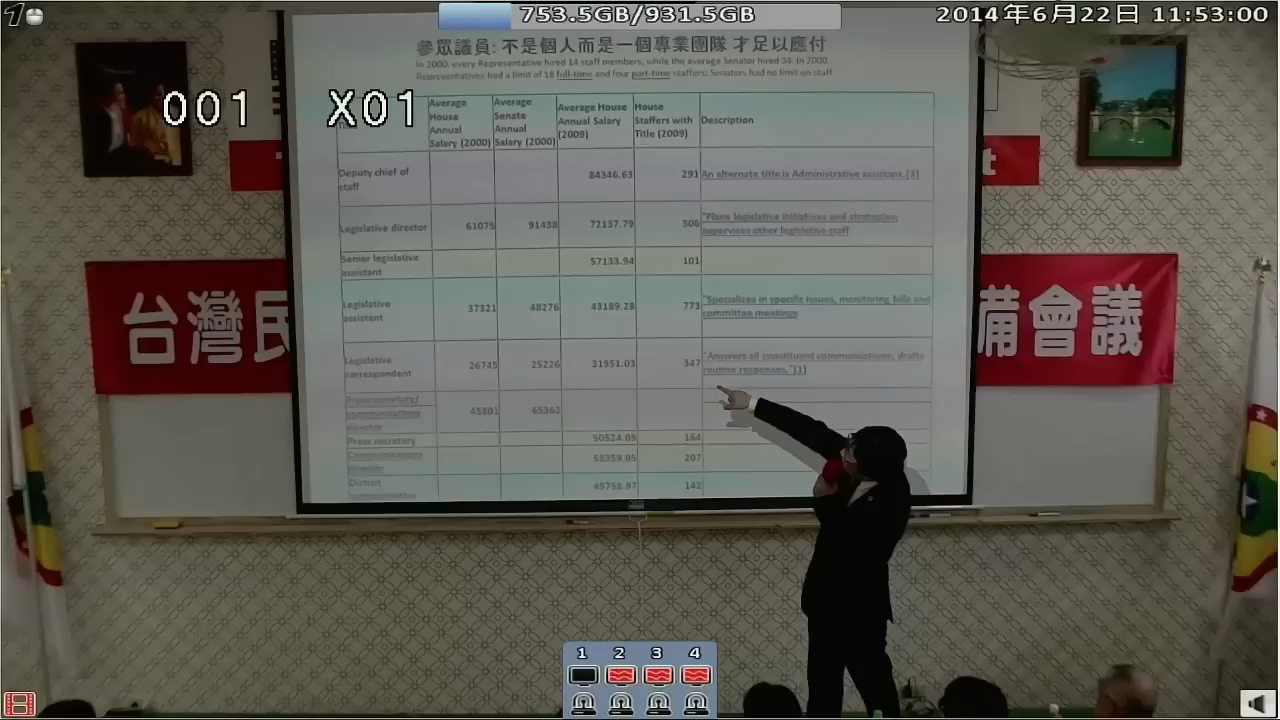 753.5GB/931.5GB
2014年6月22日 11:53:00
001 X01
參眾議員: 不是個人而是一個專業團隊 才足以應付
In 2000, every Representative hired 14 staff members, while the average Senator hired 34. In 2000
Representatives had a limit of 18 full-time and four part-time staffers; Senators had no limit on staff
Average House Annual Salary (2000) Average Senate Annual Salary (2000) Average House Annual Salary (2009) House Staffers with Title (2009) Description
Deputy chief of staff 84346.63 291 An alternate title is Administrative assistant.[3]
Legislative director 61075 91438 72137.79 306 "Plans legislative initiatives and strategies; supervises other legislative staff
Senior legislative assistant 57133.94 101
Legislative assistant 37321 48276 43189.28 773 "Specializes in specific issues, monitoring bills and committee meetings
Legislative correspondent 26745 25226 31951.03 347 "Answers all constituent communications; drafts routine responses."[1]
Press secretary/ communications director 45301 65362
Press secretary 50524.05 164
Communications director 58359.05 207
District 45758.97 142
t
台灣民
備會議
1 2 3 4